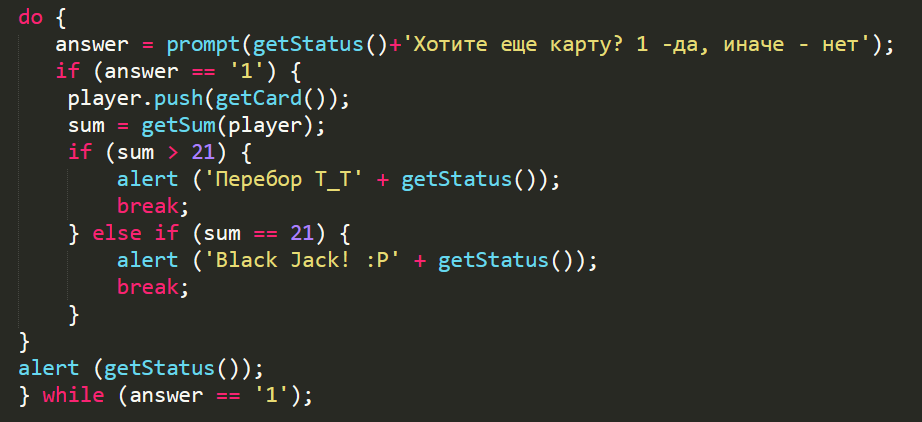 do {
answer = prompt(getStatus()+'Хотите еще карту? 1 -да, иначе - нет');
if (answer == '1') {
player.push(getCard());
sum = getSum(player);
if (sum > 21) {
alert ('Перебор T_T' + getStatus());
break;
} else if (sum == 21) {
alert ('Black Jack! :P' + getStatus());
break;
}
}
alert (getStatus());
} while (answer == '1');